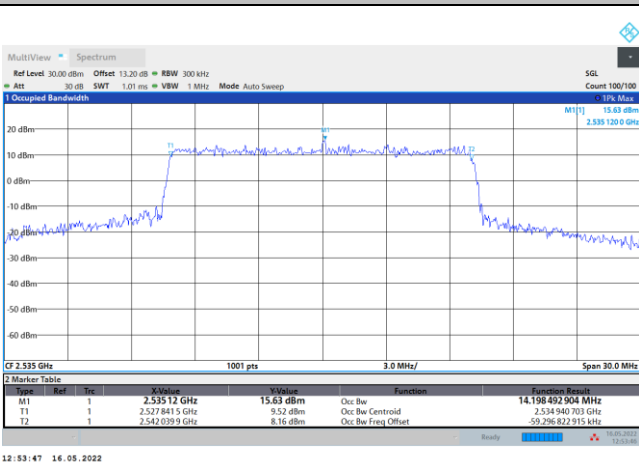 MultiView Spectrum
Ref Level 30.00 dBm Offset 13.20 dB RBW 300 kHz SGL
Att 30 dB SWT 1.01 ms VBW 1 MHz Mode Auto Sweep Count 100/100
1 Occupied Bandwidth 1Pk Max
M1[1] 15.63 dBm
2.535 120 0 GHz
20 dBm
M1
T1
T2
10 dBm
0 dBm
-10 dBm
-20 dBm
-30 dBm
-40 dBm
-50 dBm
-60 dBm
CF 2.535 GHz 1001 pts 3.0 MHz/ Span 30.0 MHz
2 Marker Table
Type Ref Trc X-Value Y-Value Function Function Result
M1 1 2.535 12 GHz 15.63 dBm Occ Bw 14.198 492 904 MHz
T1 1 2.527 841 5 GHz 9.52 dBm Occ Bw Centroid 2.534 940 703 GHz
T2 1 2.542 039 9 GHz 8.16 dBm Occ Bw Freq Offset -59.296 822 915 kHz
Ready 16.05.2022
12:53:46
12:53:47 16.05.2022